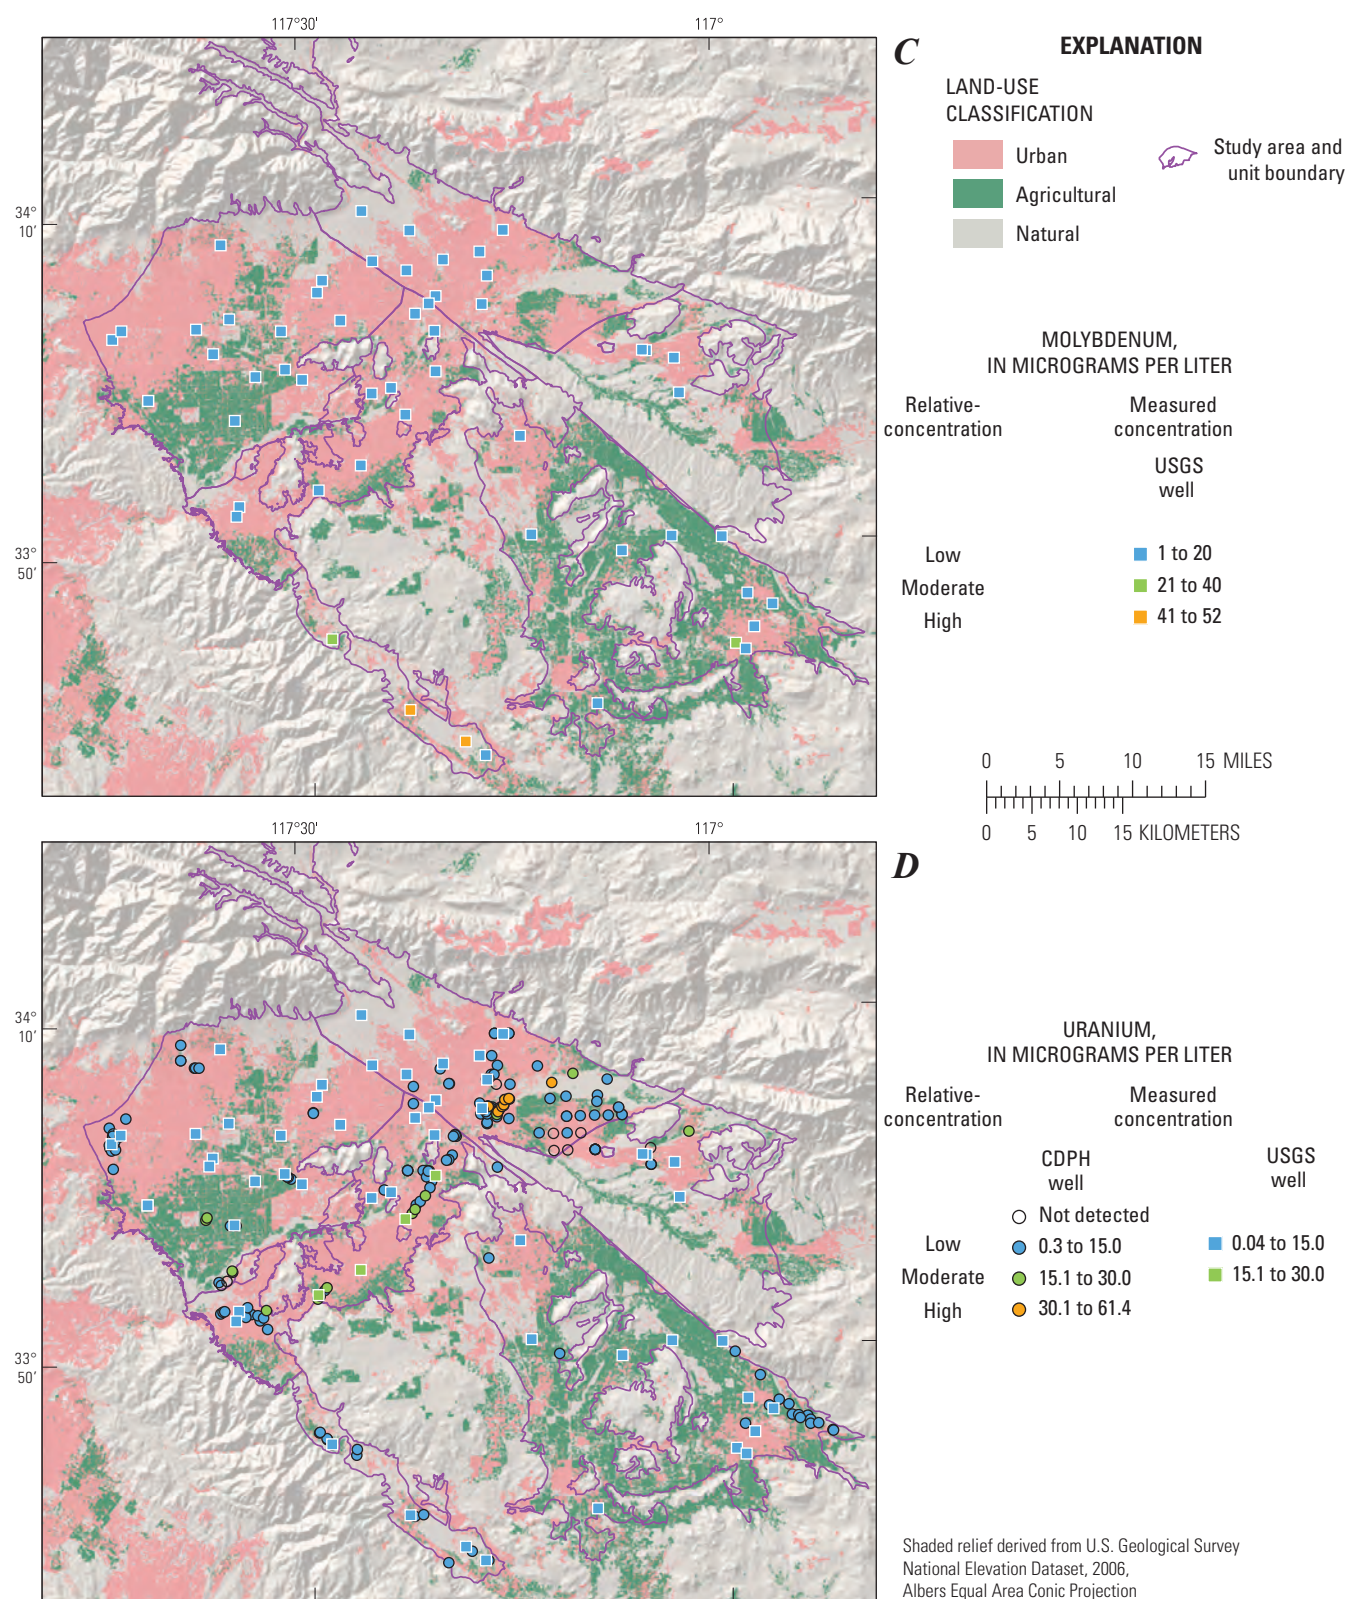 117°30'
117°
34°
10'
33°
50'
C
EXPLANATION
LAND-USE
CLASSIFICATION
Urban
Agricultural
Natural
Study area and
unit boundary
MOLYBDENUM,
IN MICROGRAMS PER LITER
Relative-
concentration
Measured
concentration
USGS
well
Low
1 to 20
Moderate
21 to 40
High
41 to 52
0 5 10 15 MILES
0 5 10 15 KILOMETERS
117°30'
117°
34°
10'
33°
50'
D
URANIUM,
IN MICROGRAMS PER LITER
Relative-
concentration
Measured
concentration
CDPH
well
USGS
well
Not detected
Low
0.3 to 15.0
0.04 to 15.0
Moderate
15.1 to 30.0
15.1 to 30.0
High
30.1 to 61.4
Shaded relief derived from U.S. Geological Survey
National Elevation Dataset, 2006,
Albers Equal Area Conic Projection